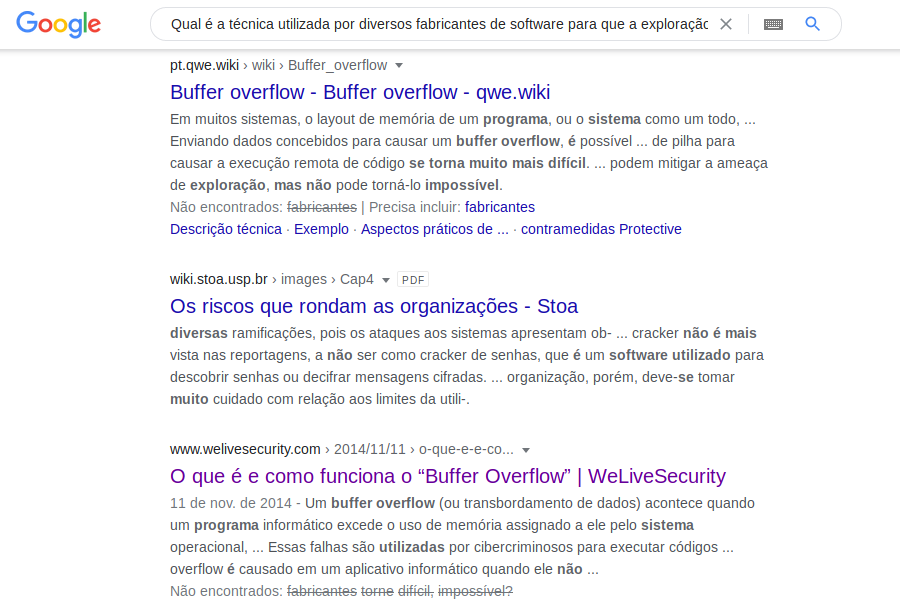 Google
Qual é a técnica utilizada por diversos fabricantes de software para que a exploração
pt.qwe.wiki › wiki › Buffer_overflow
Buffer overflow - Buffer overflow - qwe.wiki
Em muitos sistemas, o layout de memória de um programa, ou o sistema como um todo, ...
Enviando dados concebidos para causar um buffer overflow, é possível ... de pilha para
causar a execução remota de código se torna muito mais difícil. ... podem mitigar a ameaça
de exploração, mas não pode torná-lo impossível.
Não encontrados: fabricantes | Precisa incluir: fabricantes
Descrição técnica · Exemplo · Aspectos práticos de ... · contramedidas Protective
wiki.stoa.usp.br › images › Cap4 PDF
Os riscos que rondam as organizações - Stoa
diversas ramificações, pois os ataques aos sistemas apresentam ob- ... cracker não é mais
vista nas reportagens, a não ser como cracker de senhas, que é um software utilizado para
descobrir senhas ou decifrar mensagens cifradas. ... organização, porém, deve-se tomar
muito cuidado com relação aos limites da utili-.
www.welivesecurity.com › 2014/11/11 › o-que-e-e-co...
O que é e como funciona o “Buffer Overflow” | WeLiveSecurity
11 de nov. de 2014 - Um buffer overflow (ou transbordamento de dados) acontece quando
um programa informático excede o uso de memória assignado a ele pelo sistema
operacional, ... Essas falhas são utilizadas por cibercriminosos para executar códigos ...
overflow é causado em um aplicativo informático quando ele não ...
Não encontrados: fabricantes torne difícil, impossível?